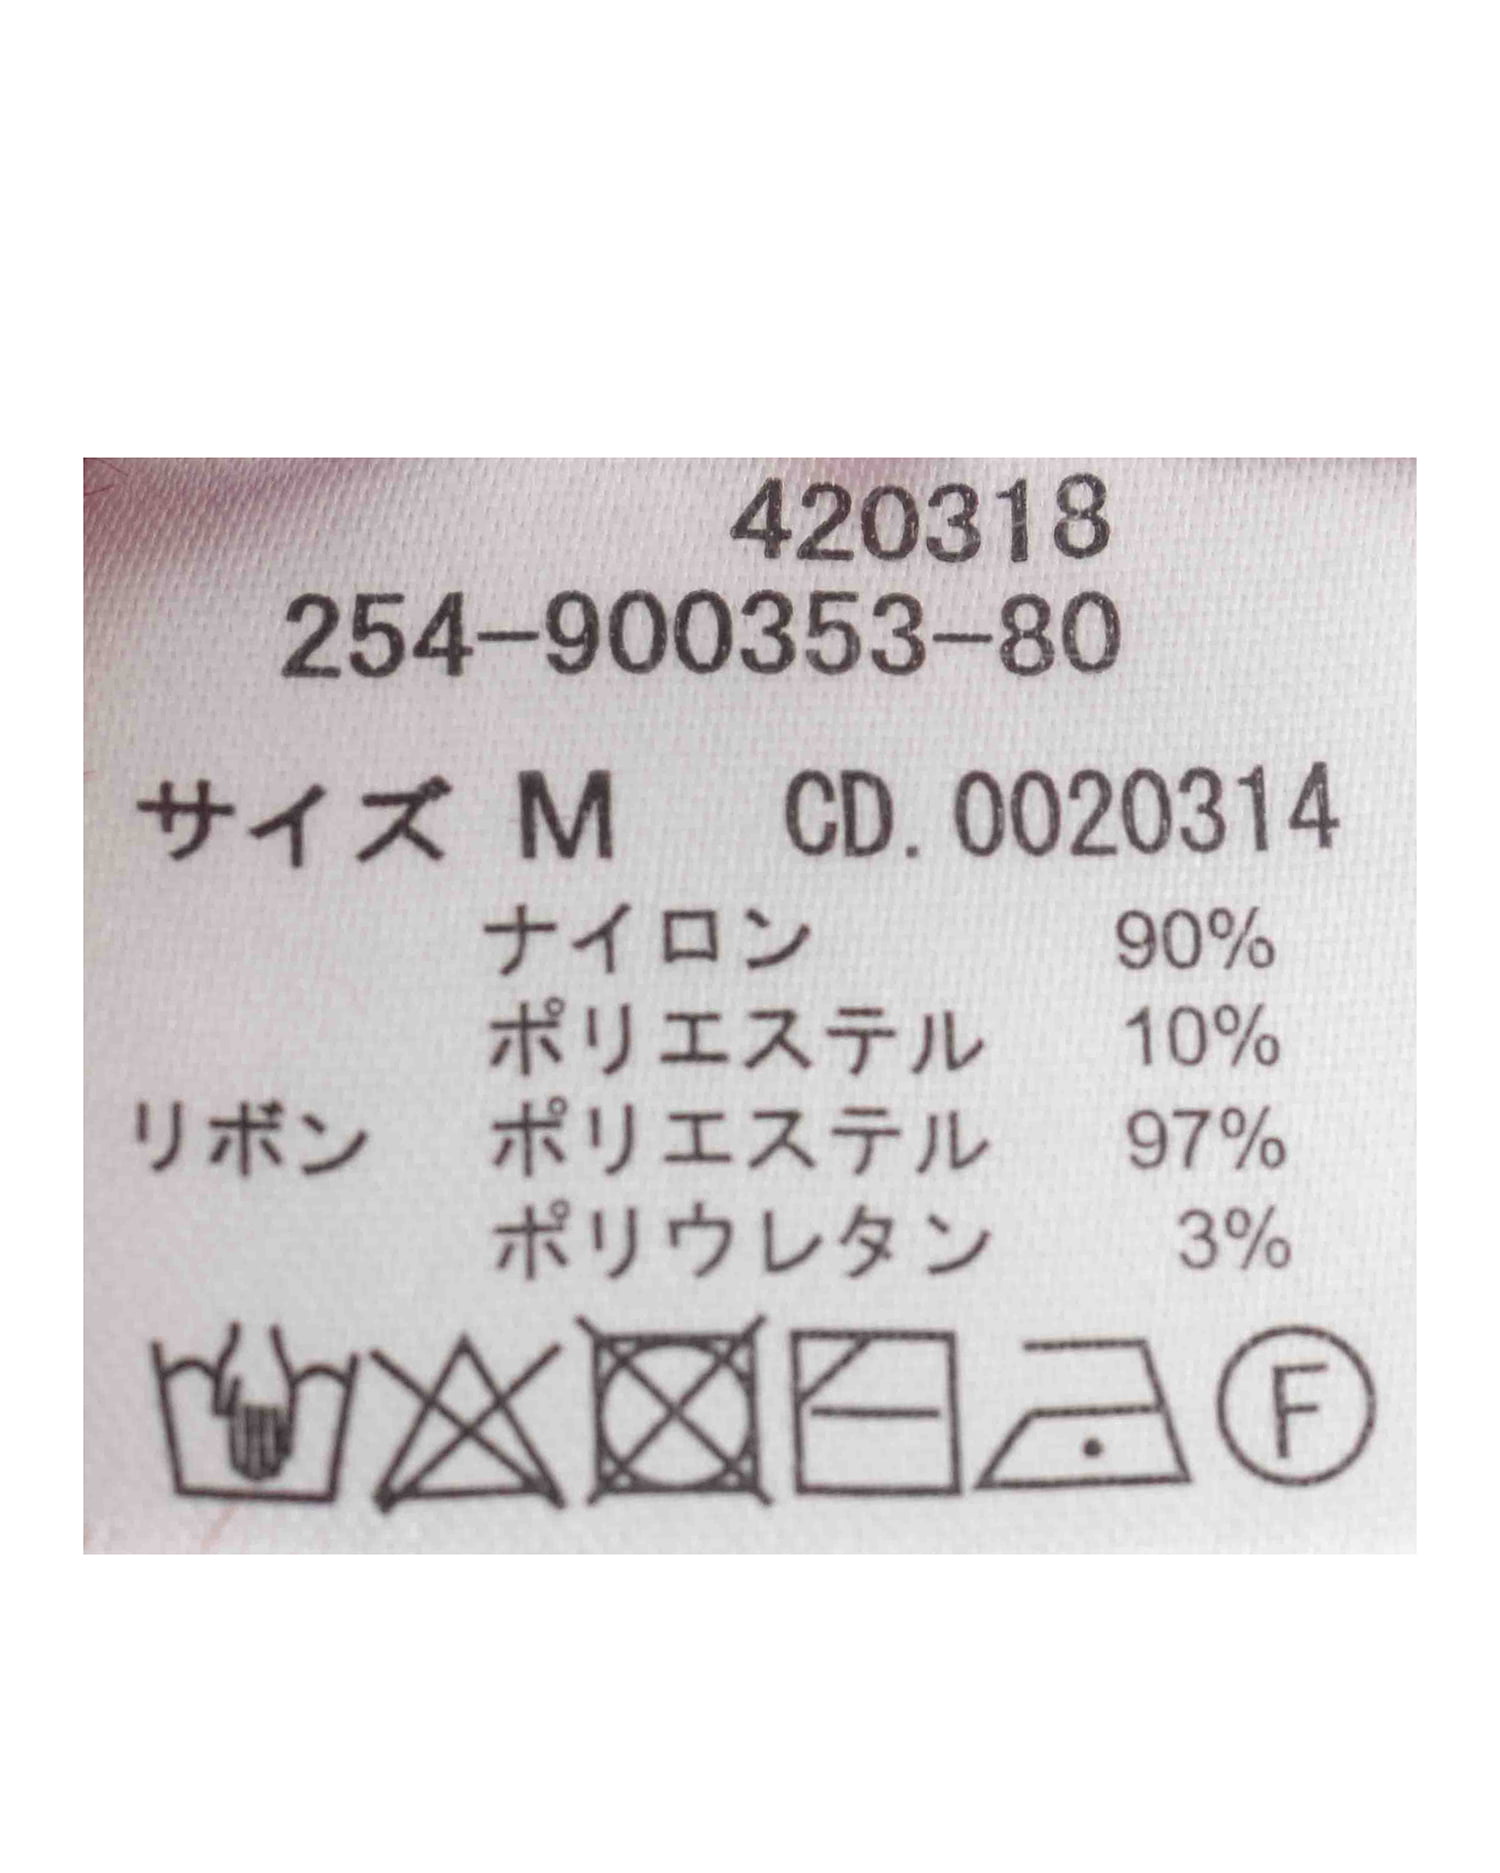 420318
254-900353-80
サイズ M CD. 0020314
ナイロン 90%
ポリエステル 10%
リボン ポリエステル 97%
ポリウレタン 3%
F